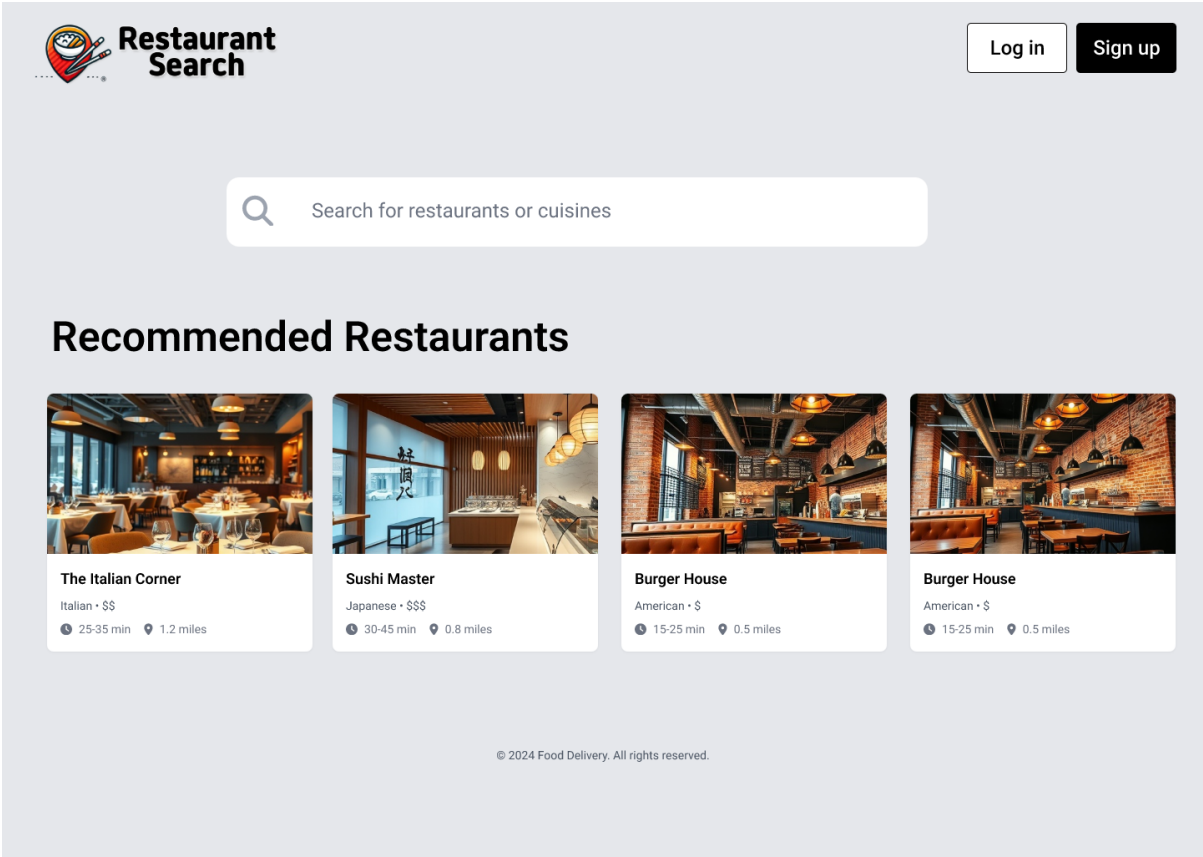 Restaurant
Search
Log in
Sign up
Search for restaurants or cuisines
Recommended Restaurants
The Italian Corner
Italian • $$
25-35 min 1.2 miles
Sushi Master
Japanese • $$$
30-45 min 0.8 miles
Burger House
American • $
15-25 min 0.5 miles
Burger House
American • $
15-25 min 0.5 miles
© 2024 Food Delivery. All rights reserved.